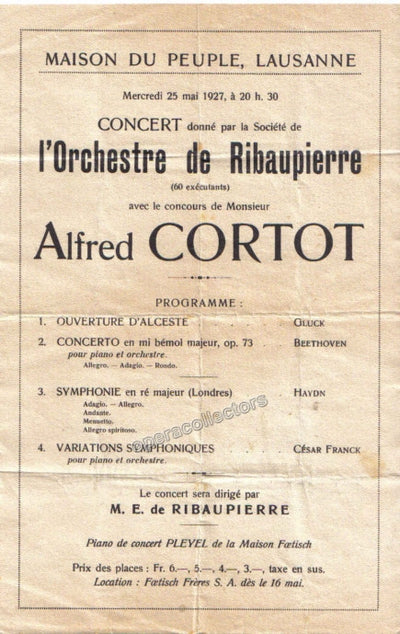 MAISON DU PEUPLE, LAUSANNE
Mercredi 25 mai 1927, à 20 h. 30
CONCERT donné par la Société de
l'Orchestre de Ribaupierre
(60 exécutants)
avec le concours de Monsieur
Alfred CORTOT
PROGRAMME :
1. OUVERTURE D'ALCESTE . . . . GLUCK
2. CONCERTO en mi bémol majeur, op. 73 BEETHOVEN
pour piano et orchestre.
Allegro. — Adagio. — Rondo.
3. SYMPHONIE en ré majeur (Londres) HAYDN
Adagio. — Allegro.
Andante.
Menuetto.
Allegro spiritoso.
operacollectors
4. VARIATIONS SYMPHONIQUES . . CÉSAR FRANCK
pour piano et orchestre.
Le concert sera dirigé par
M. E. de RIBAUPIERRE
Piano de concert PLEYEL de la Maison Fœtisch
Prix des places : Fr. 6.—, 5.—, 4.—, 3.—, taxe en sus.
Location : Fœtisch Frères S. A. dès le 16 mai.